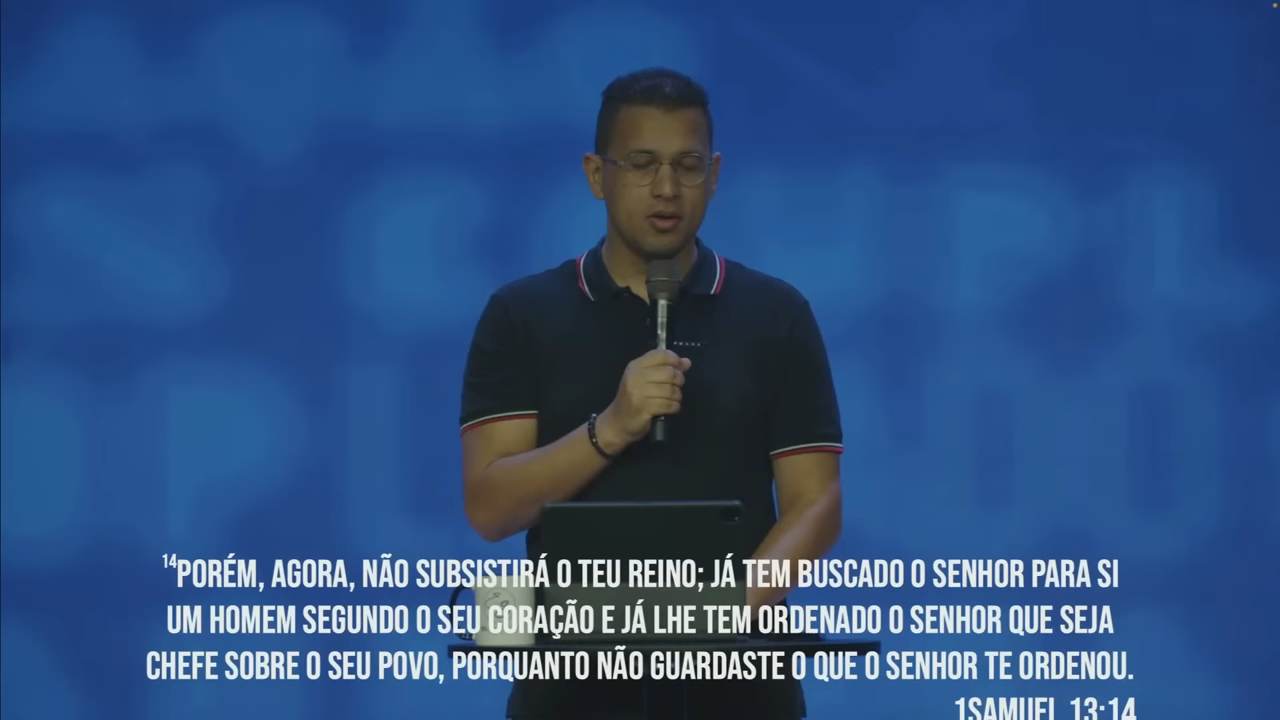 PRADA
¹⁴PORÉM, AGORA, NÃO SUBSISTIRÁ O TEU REINO; JÁ TEM BUSCADO O SENHOR PARA SI
UM HOMEM SEGUNDO O SEU CORAÇÃO E JÁ LHE TEM ORDENADO O SENHOR QUE SEJA
CHEFE SOBRE O SEU POVO, PORQUANTO NÃO GUARDASTE O QUE O SENHOR TE ORDENOU.
1SAMUEL 13:14